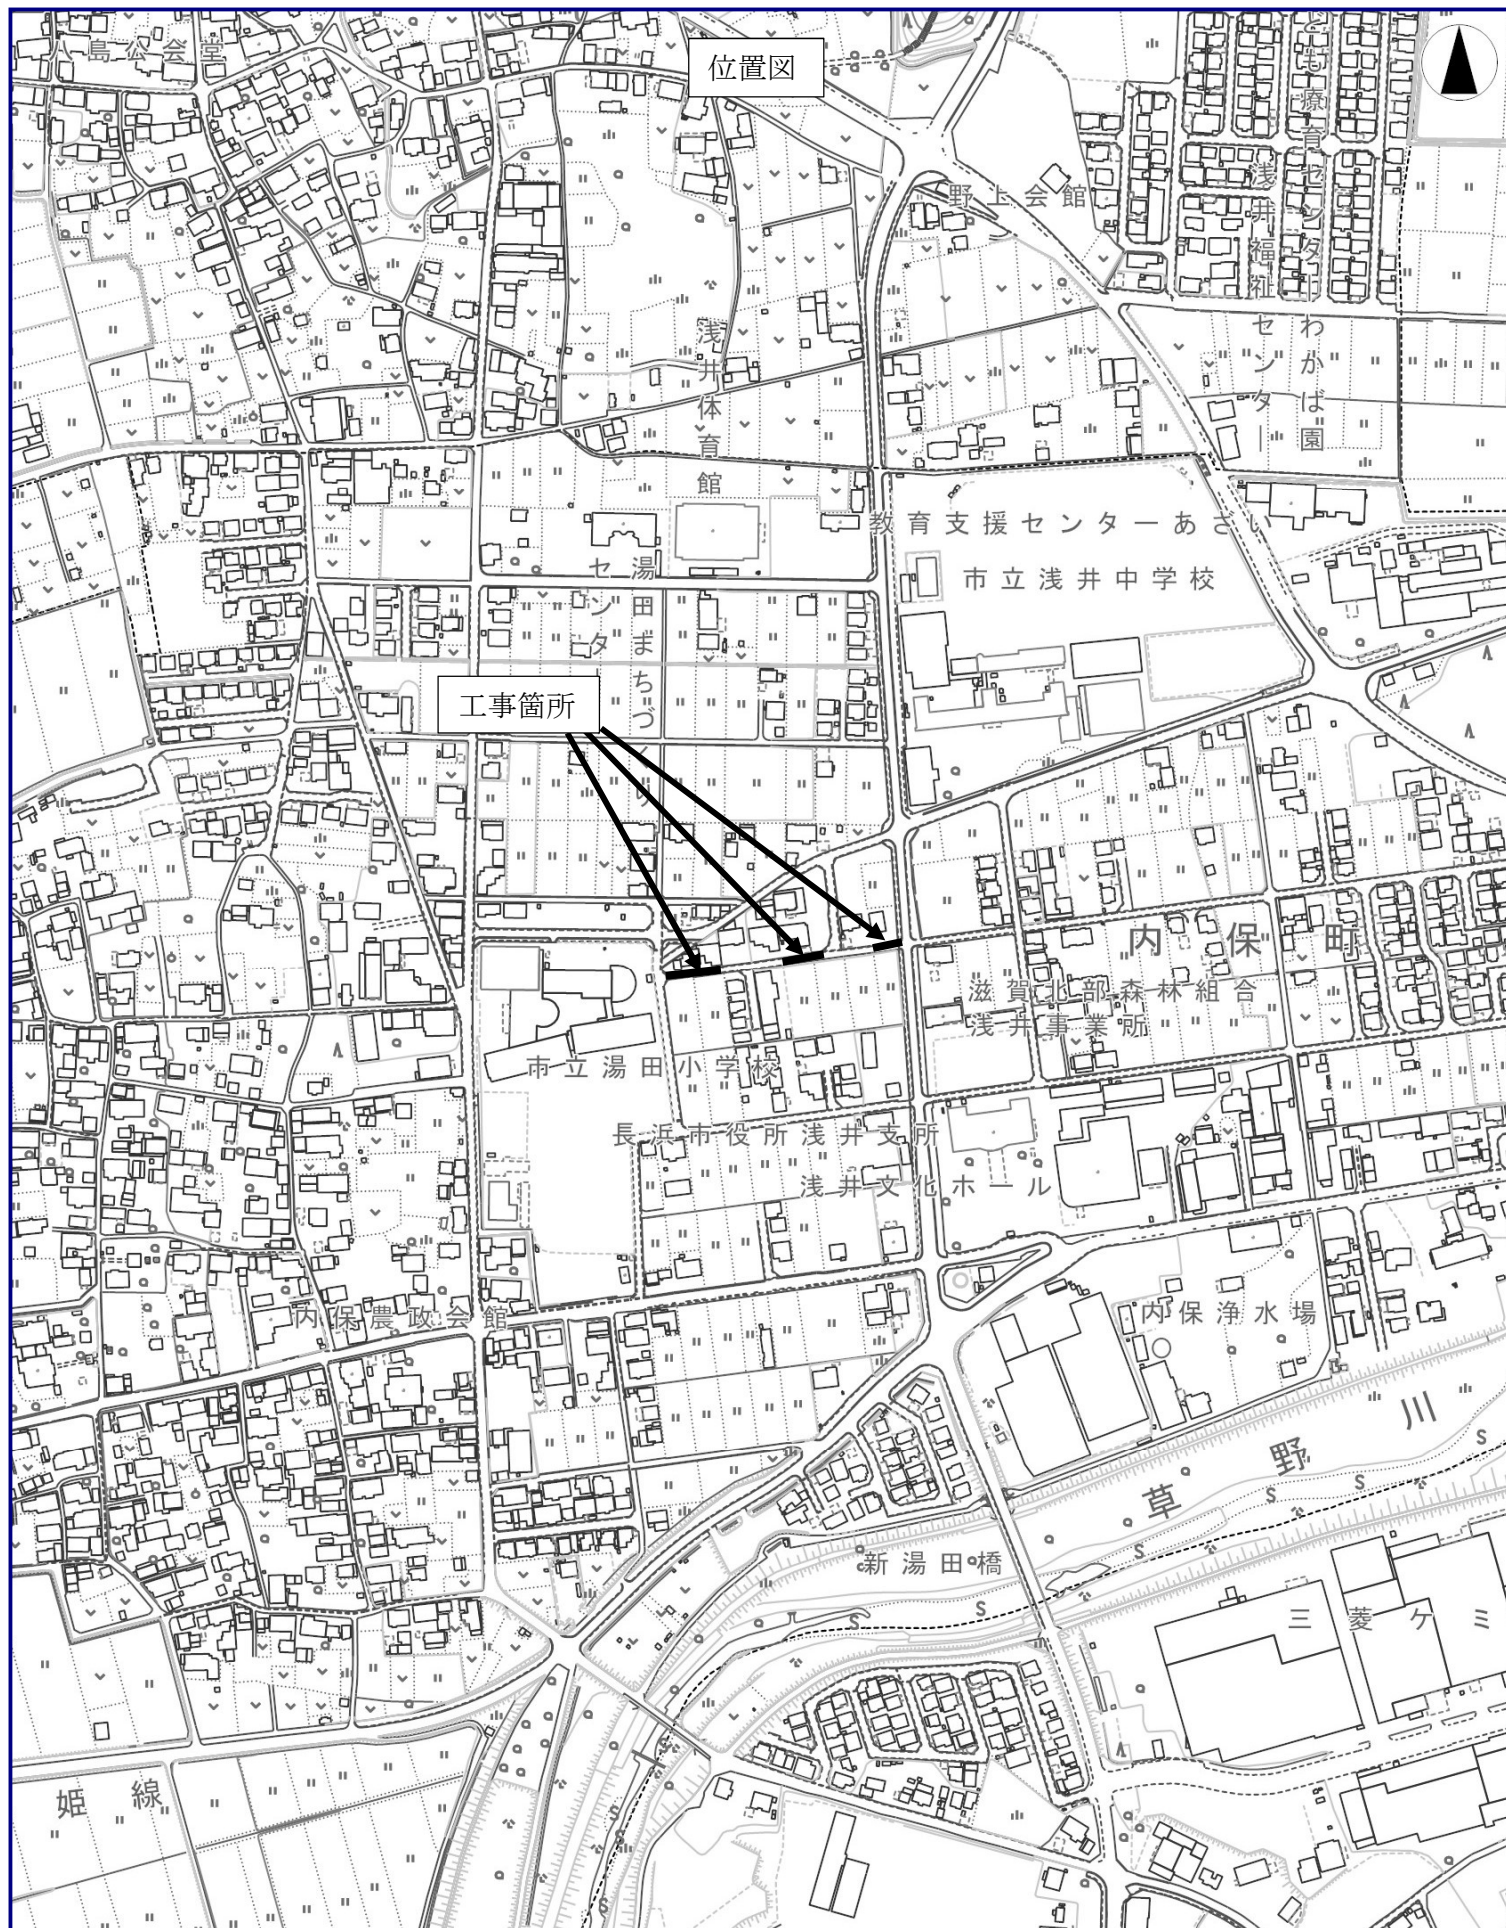 位置図
八島公会堂
野上会館
ども療育センターわかば園
浅井福祉センター
浅井体育館
教育支援センターあざい
市立浅井中学校
湯田まちづくり
センター
工事箇所
内保町
滋賀北部森林組合
浅井事業所
市立湯田小学校
長浜市役所浅井支所
浅井文化ホール
内保農政会館
内保浄水場
草野川
新湯田橋
三菱ケミ
姫線